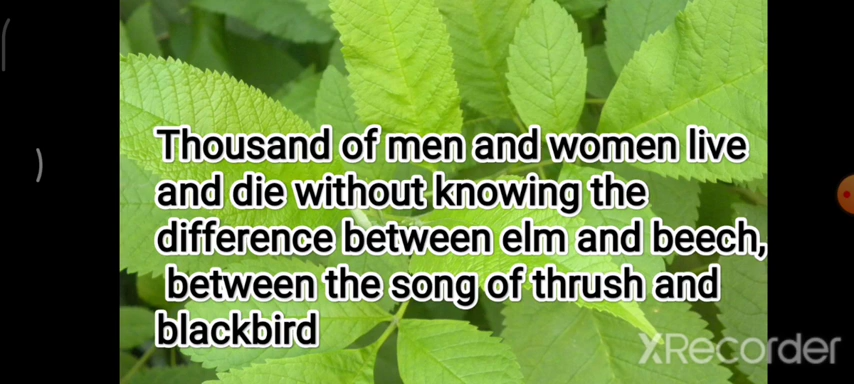 Thousand of men and women live
and die without knowing the
difference between elm and beech,
between the song of thrush and
blackbird
XRecorder